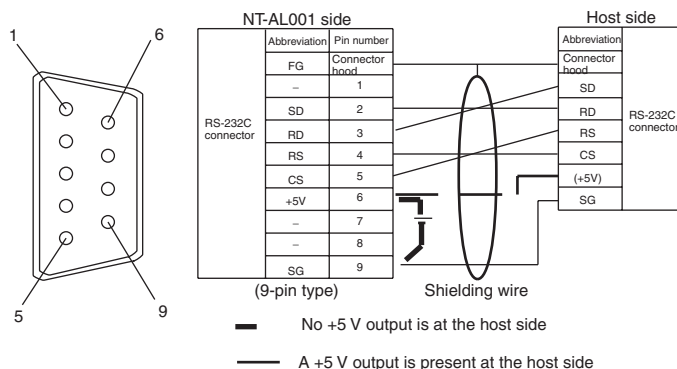 NT-AL001 side
Host side
1
6
5
9
RS-232C
connector
Abbreviation Pin number
FG Connector hood
– 1
SD 2
RD 3
RS 4
CS 5
+5V 6
– 7
– 8
SG 9
(9-pin type)
Shielding wire
Abbreviation
Connector hood
SD
RD
RS
CS
(+5V)
SG
RS-232C
connector
No +5 V output is at the host side
A +5 V output is present at the host side